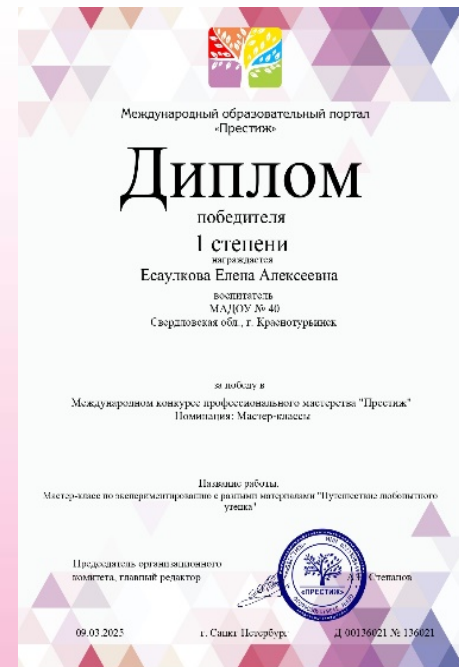 Международный образовательный портал
«Престиж»
Диплом
победителя
1 степени
награждается
Есаулкова Елена Алексеевна
воспитатель
МАДОУ № 40
Свердловская обл., г. Краснотурьинск
за победу в
Международном конкурсе профессионального мастерства "Престиж"
Номинация: Мастер-классы
Название работы:
Мастер-класс по экспериментированию с разными материалами "Путешествие любопытного
утенка"
Председатель организационного
комитета, главный редактор
Степанов
«ПРЕСТИЖ»
09.03.2025 г. Санкт-Петербург Д 00136021 № 136021